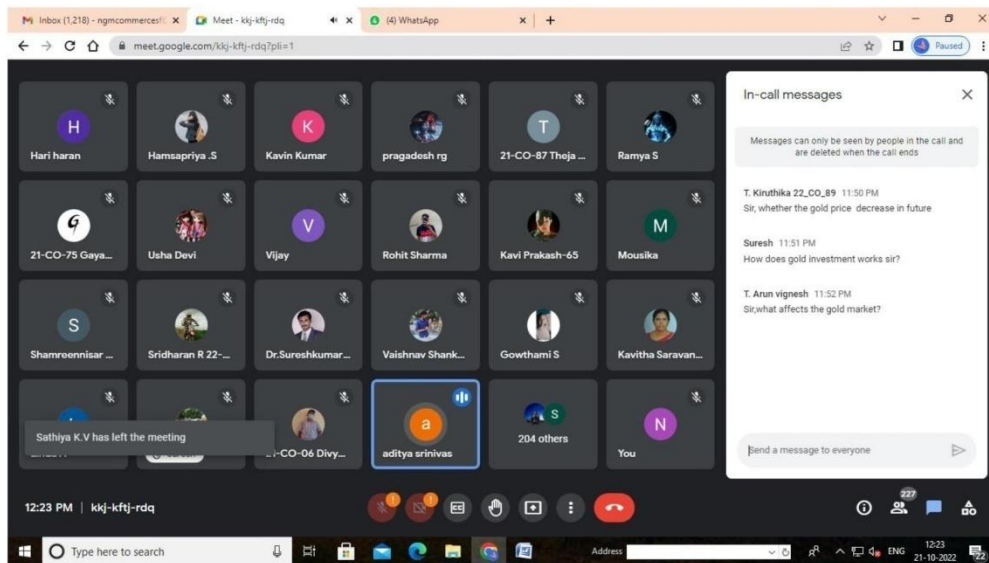 Inbox (1,218) - ngmcommercesf
Meet - kkj-kftj-rdq
(4) WhatsApp
meet.google.com/kkj-kftj-rdq?pli=1
Paused
H
K
T
Hari haran
Hamsapriya .S
Kavin Kumar
pragadesh rg
21-CO-87 Theja ...
Ramya S
G
V
M
21-CO-75 Gaya...
Usha Devi
Vijay
Rohit Sharma
Kavi Prakash-65
Mousika
S
Shamreennisar ...
Sridharan R 22-...
Dr.Sureshkumar...
Vaishnav Shank...
Gowthami S
Kavitha Saravan...
Sathiya K.V has left the meeting
-CO-06 Divy...
a
aditya srinivas
S
204 others
N
You
In-call messages
Messages can only be seen by people in the call and
are deleted when the call ends
T. Kiruthika 22_CO_89 11:50 PM
Sir, whether the gold price decrease in future
Suresh 11:51 PM
How does gold investment works sir?
T. Arun vignesh 11:52 PM
Sir,what affects the gold market?
Send a message to everyone
12:23 PM | kkj-kftj-rdq
227
Type here to search
Address
ENG
12:23
21-10-2022
22